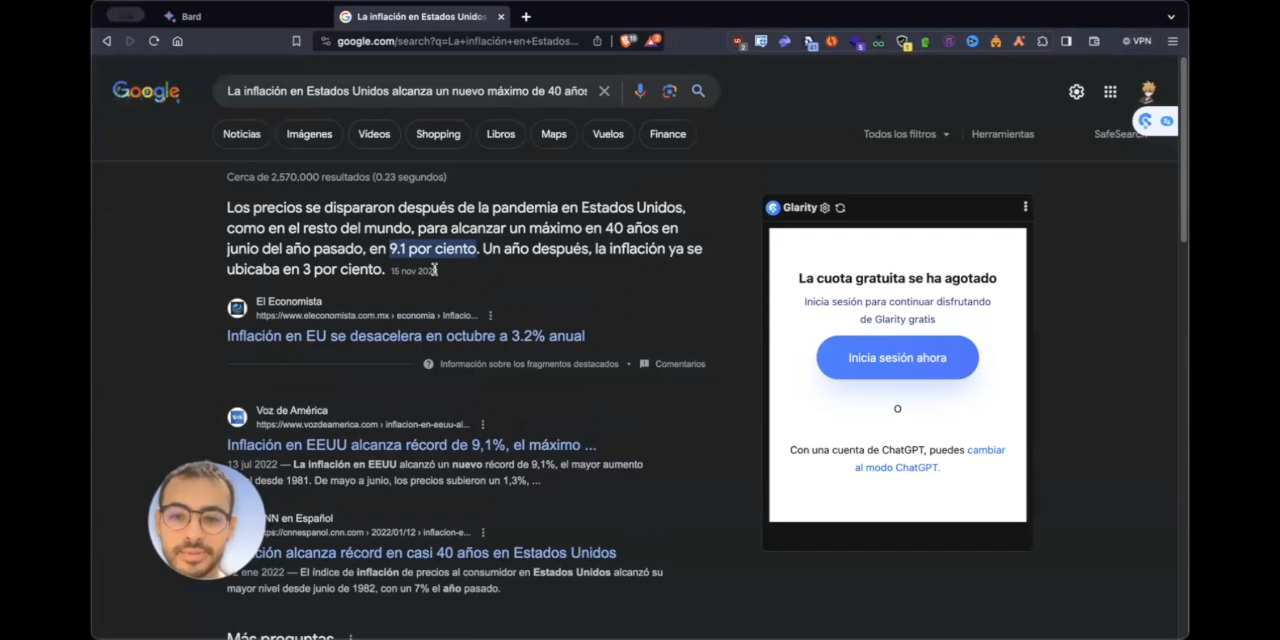 Bard
La inflación en Estados Unidos
google.com/search?q=La+inflación+en+Estados...
VPN
Google
La inflación en Estados Unidos alcanza un nuevo máximo de 40 años
Noticias
Imágenes
Videos
Shopping
Libros
Maps
Vuelos
Finance
Todos los filtros
Herramientas
SafeSearch
Cerca de 2,570,000 resultados (0.23 segundos)
Los precios se dispararon después de la pandemia en Estados Unidos,
como en el resto del mundo, para alcanzar un máximo en 40 años en
junio del año pasado, en 9.1 por ciento. Un año después, la inflación ya se
ubicaba en 3 por ciento. 15 nov
El Economista
https://www.eleconomista.com.mx › economia › Inflacio...
Inflación en EU se desacelera en octubre a 3.2% anual
Información sobre los fragmentos destacados • Comentarios
Voz de América
https://www.vozdeamerica.com › inflacion-en-eeuu-al...
Inflación en EEUU alcanza récord de 9,1%, el máximo ...
13 jul 2022 — La inflación en EEUU alcanzó un nuevo récord de 9,1%, el mayor aumento
desde 1981. De mayo a junio, los precios subieron un 1,3%, ...
NN en Español
ps://cnnespanol.cnn.com › 2022/01/12 › inflacion-e...
ción alcanza récord en casi 40 años en Estados Unidos
ene 2022 — El índice de inflación de precios al consumidor en Estados Unidos alcanzó su
mayor nivel desde junio de 1982, con un 7% el año pasado.
Más preguntas
Glarity
La cuota gratuita se ha agotado
Inicia sesión para continuar disfrutando
de Glarity gratis
Inicia sesión ahora
O
Con una cuenta de ChatGPT, puedes cambiar
al modo ChatGPT.